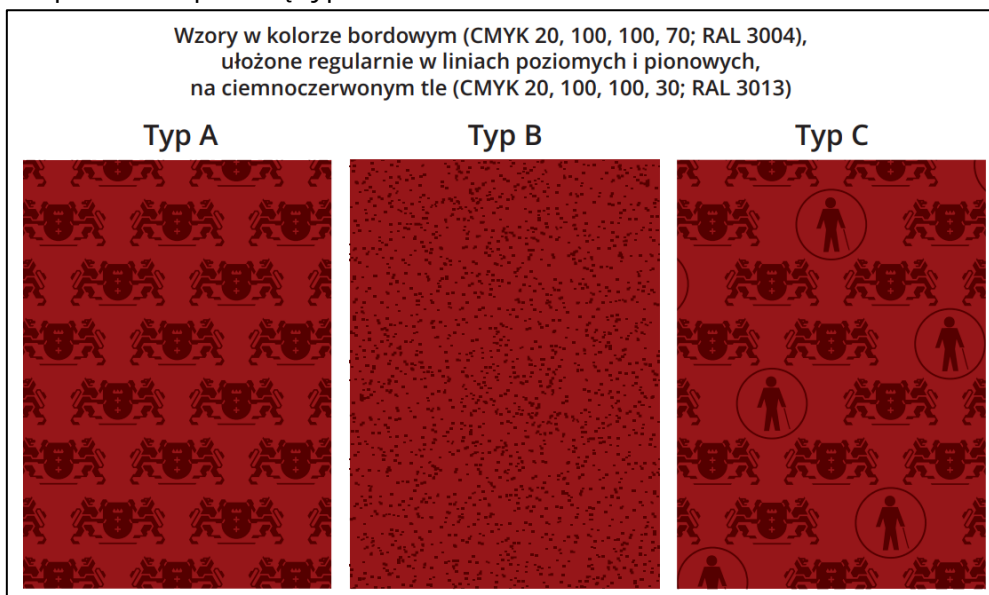 Wzory w kolorze bordowym (CMYK 20, 100, 100, 70; RAL 3004),
ułożone regularnie w liniach poziomych i pionowych,
na ciemnoczerwonym tle (CMYK 20, 100, 100, 30; RAL 3013)
Typ A
Typ B
Typ C